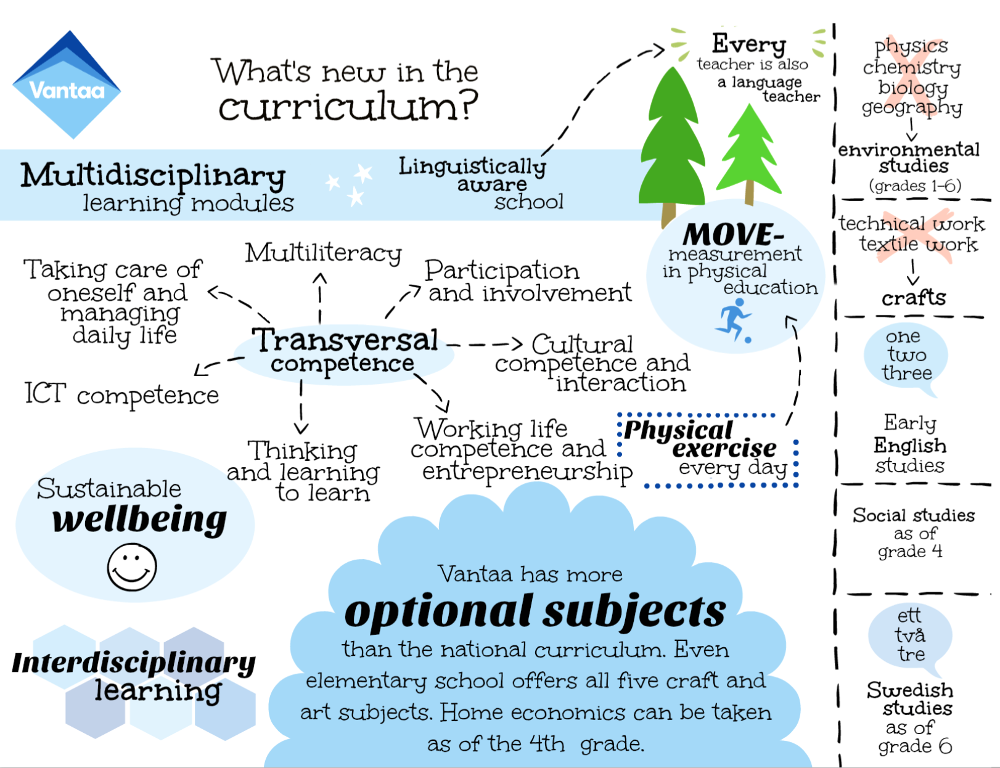 Vantaa
What's new in the
curriculum?
Every
teacher is also
a language
teacher
Multidisciplinary
learning modules
Linguistically
aware
school
MOVE-
measurement
in physical
education
Taking care of
oneself and
managing
daily life
Multiliteracy
Participation
and involvement
Transversal
competence
Cultural
competence and
interaction
ICT competence
Thinking
and learning
to learn
Working life
competence and
entrepreneurship
Physical
exercise
every day
Sustainable
wellbeing
Interdisciplinary
learning
Vantaa has more
optional subjects
than the national curriculum. Even
elementary school offers all five craft and
art subjects. Home economics can be taken
as of the 4th grade.
physics
chemistry
biology
geography
environmental
studies
(grades 1-6)
technical work
textile work
crafts
one
two
three
Early
English
studies
Social studies
as of
grade 4
ett
två
tre
Swedish
studies
as of
grade 6